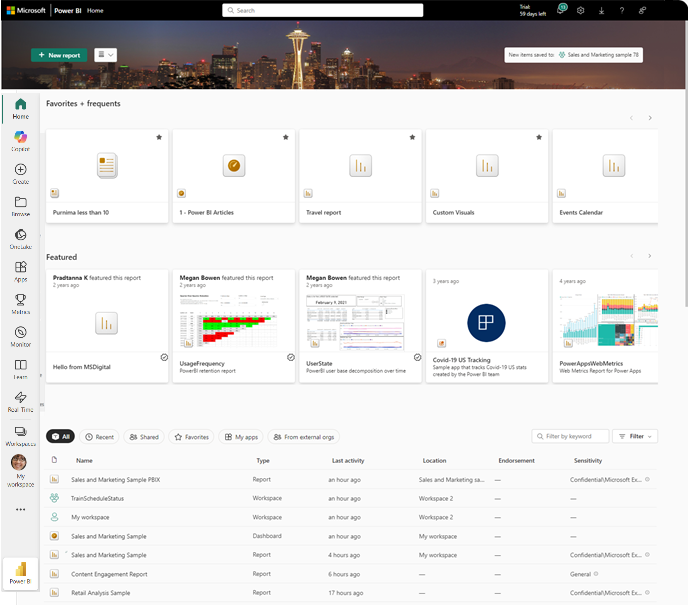 Microsoft Power BI Home
Search
Trial
59 days left
11
New report
New items saved to: Sales and Marketing sample 78
Home
Copilot
Create
Browse
OneLake
Apps
Metrics
Monitor
Learn
Real-Time
Workspaces
My
workspace
Power BI
Favorites + frequents
Purnima less than 10
1 - Power BI Articles
Travel report
Custom Visuals
Events Calendar
Featured
Pradtanna K featured this report
2 years ago
Hello from MSDigital
Megan Bowen featured this report
2 years ago
UsageFrequency
PowerBI retention report
Megan Bowen featured this report
2 years ago
February 9, 2021
UserState
PowerBI user base decomposition over time
3 years ago
Covid-19 US Tracking
Sample app that tracks Covid-19 US stats
created by the Power BI team
4 years ago
PowerAppsWebMetrics
Web Metrics Report for Power Apps
All Recent Shared Favorites My apps From external orgs
Filter by keyword Filter
Name Type Last activity Location Endorsement Sensitivity
Sales and Marketing Sample PBIX Report an hour ago Sales and Marketing sa... — Confidential\Microsoft Ex...
TrainScheduleStatus Workspace an hour ago Workspace 2 — —
My workspace Workspace an hour ago Workspace 2 — —
Sales and Marketing Sample Dashboard an hour ago My workspace — —
Sales and Marketing Sample Report 4 hours ago My workspace — Confidential\Microsoft Ex...
Content Engagement Report Report 6 hours ago — — General
Retail Analysis Sample Report 17 hours ago — — Confidential\Microsoft Ex...